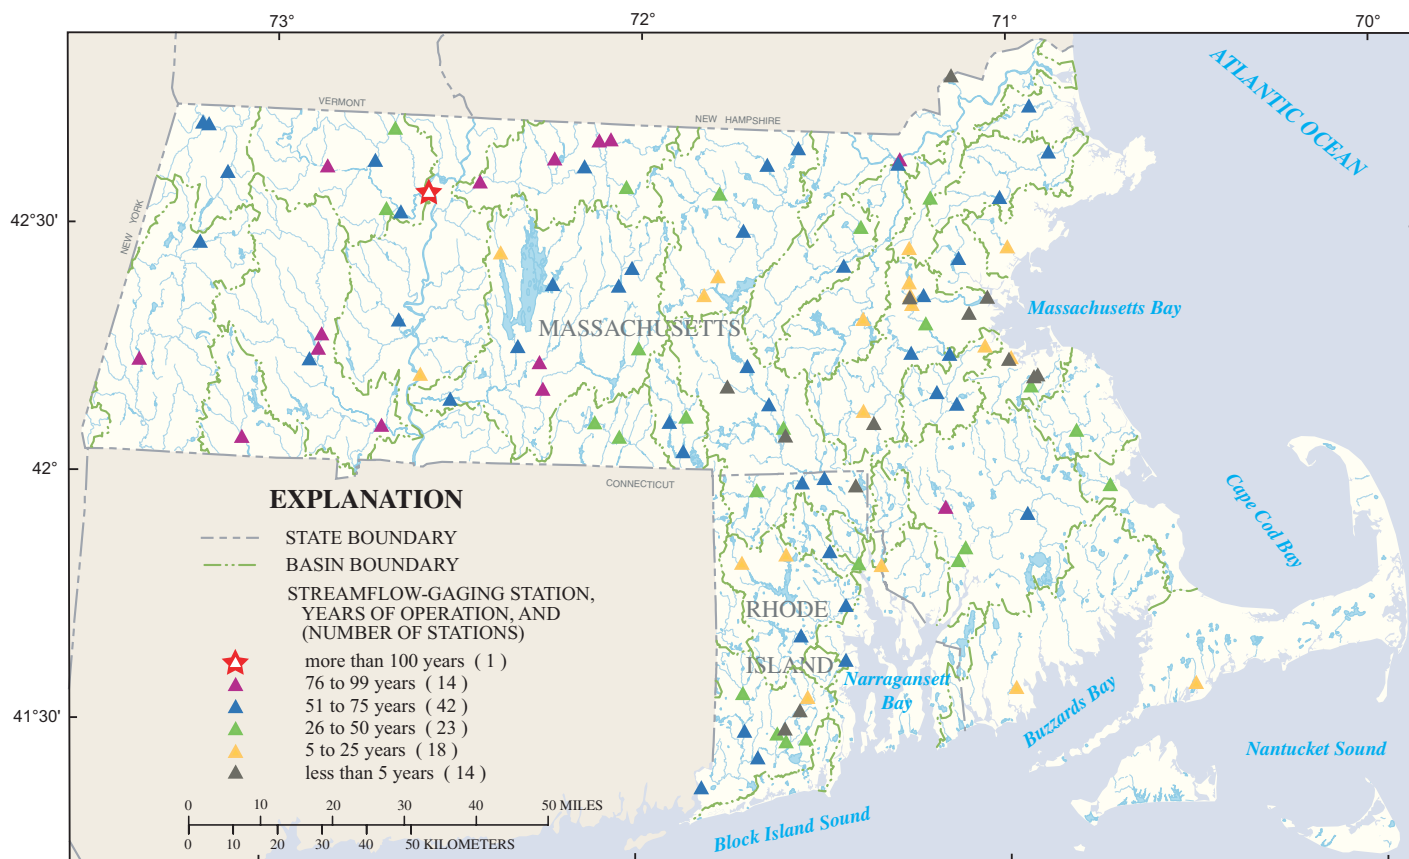 73°
72°
71°
70°
ATLANTIC OCEAN
VERMONT
NEW HAMPSHIRE
NEW YORK
42°30'
Massachusetts Bay
MASSACHUSETTS
42°
CONNECTICUT
Cape Cod Bay
EXPLANATION
STATE BOUNDARY
BASIN BOUNDARY
STREAMFLOW-GAGING STATION,
YEARS OF OPERATION, AND
(NUMBER OF STATIONS)
more than 100 years ( 1 )
76 to 99 years ( 14 )
51 to 75 years ( 42 )
26 to 50 years ( 23 )
5 to 25 years ( 18 )
less than 5 years ( 14 )
RHODE
ISLAND
Narragansett
Bay
41°30'
Buzzards Bay
Nantucket Sound
0 10 20 30 40 50 MILES
0 10 20 30 40 50 KILOMETERS
Block Island Sound